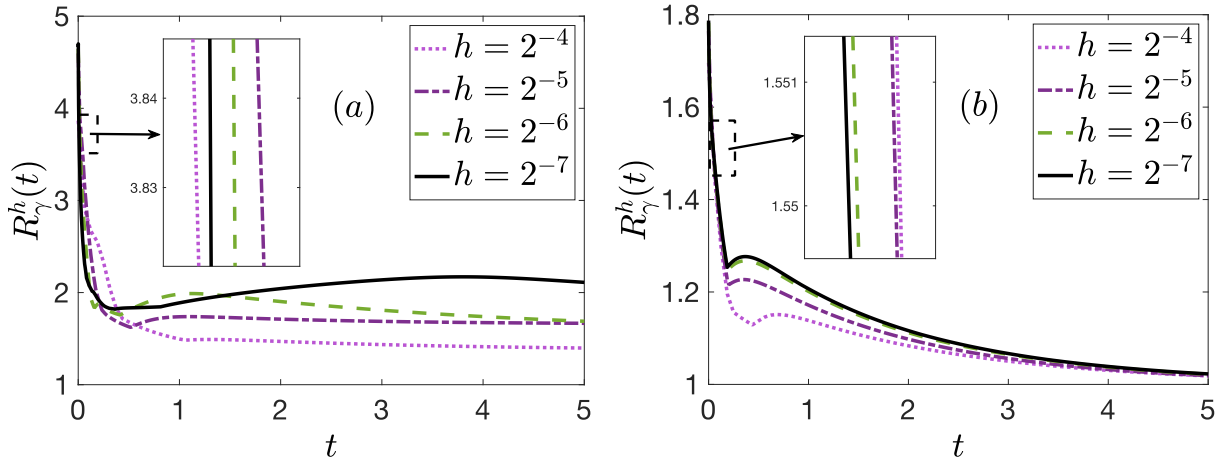 (a)
R_γ^h(t)
5
4
3
2
1
0
1
2
3
4
5
t
3.84
3.83
h = 2^{-4}
h = 2^{-5}
h = 2^{-6}
h = 2^{-7}
(b)
R_γ^h(t)
1.8
1.6
1.4
1.2
1
0
1
2
3
4
5
t
1.551
1.55
h = 2^{-4}
h = 2^{-5}
h = 2^{-6}
h = 2^{-7}